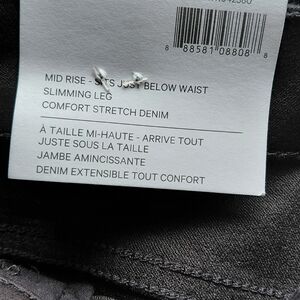 8 88581 08808 8
MID RISE - SITS JUST BELOW WAIST
SLIMMING LEG
COMFORT STRETCH DENIM
À TAILLE MI-HAUTE - ARRIVE TOUT
JUSTE SOUS LA TAILLE
JAMBE AMINCISSANTE
DENIM EXTENSIBLE TOUT CONFORT